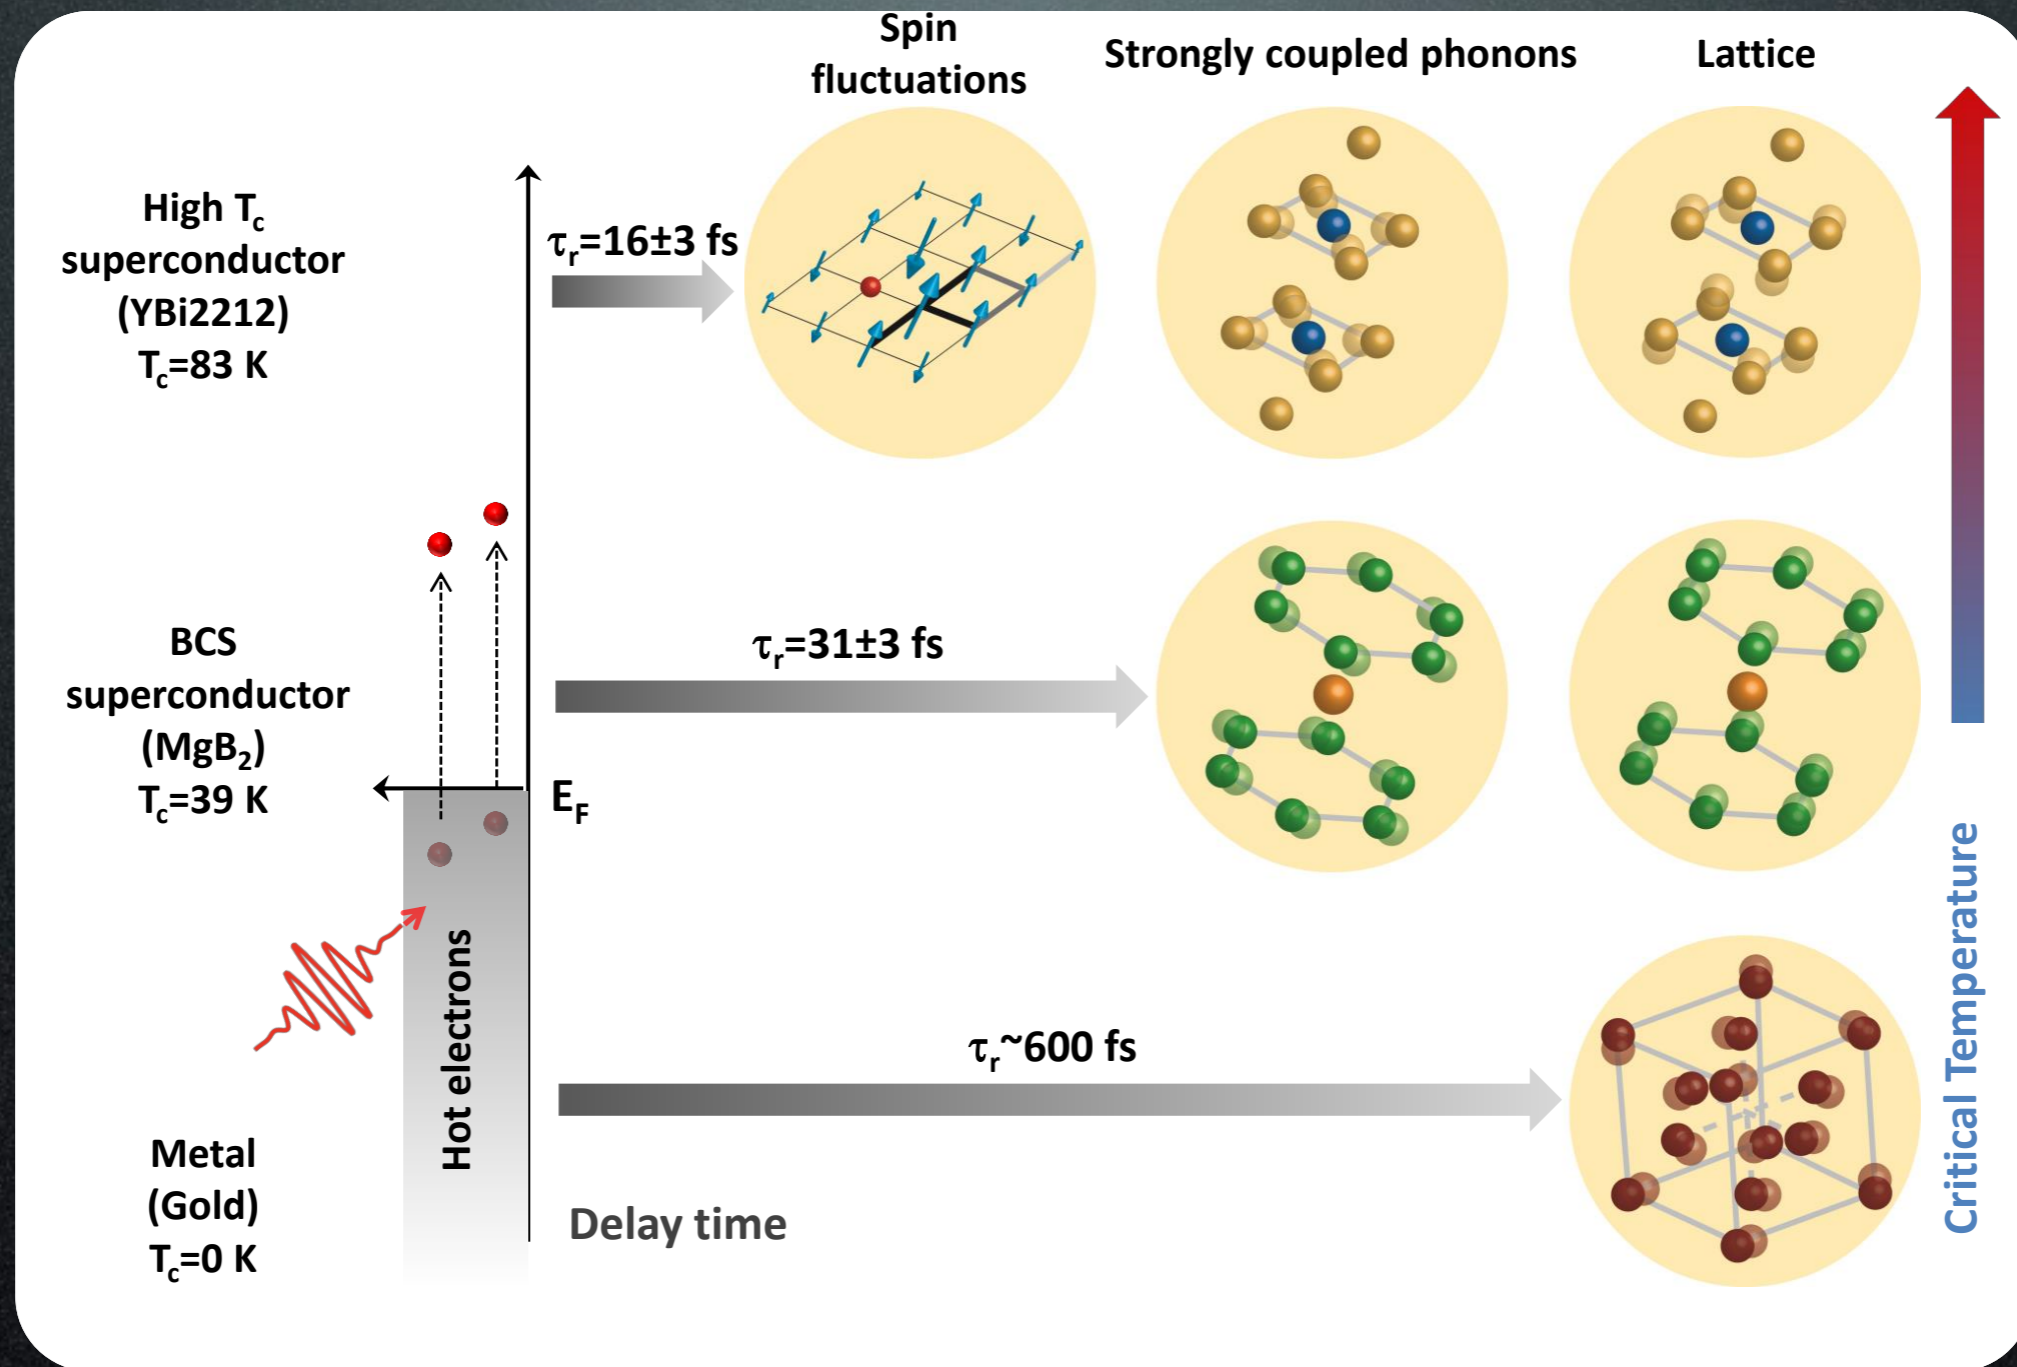 Spin
fluctuations
Strongly coupled phonons
Lattice
High Tc
superconductor
(YBi2212)
Tc=83 K
τr=16±3 fs
BCS
superconductor
(MgB2)
Tc=39 K
τr=31±3 fs
EF
Hot electrons
Metal
(Gold)
Tc=0 K
τr~600 fs
Delay time
Critical Temperature